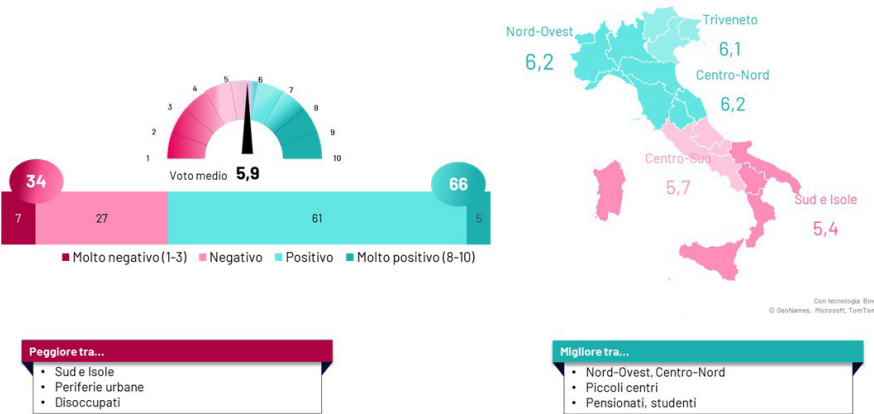 1
2
3
4
5
6
7
8
9
10
Voto medio 5,9
34
66
7
27
61
5
Molto negativo (1-3)
Negativo
Positivo
Molto positivo (8-10)
Nord-Ovest
6,2
Triveneto
6,1
Centro-Nord
6,2
Centro-Sud
5,7
Sud e Isole
5,4
Con tecnologia Bin
© GeoNames, Microsoft, TomTom
Peggiore tra...
• Sud e Isole
• Periferie urbane
• Disoccupati
Migliore tra...
• Nord-Ovest, Centro-Nord
• Piccoli centri
• Pensionati, studenti